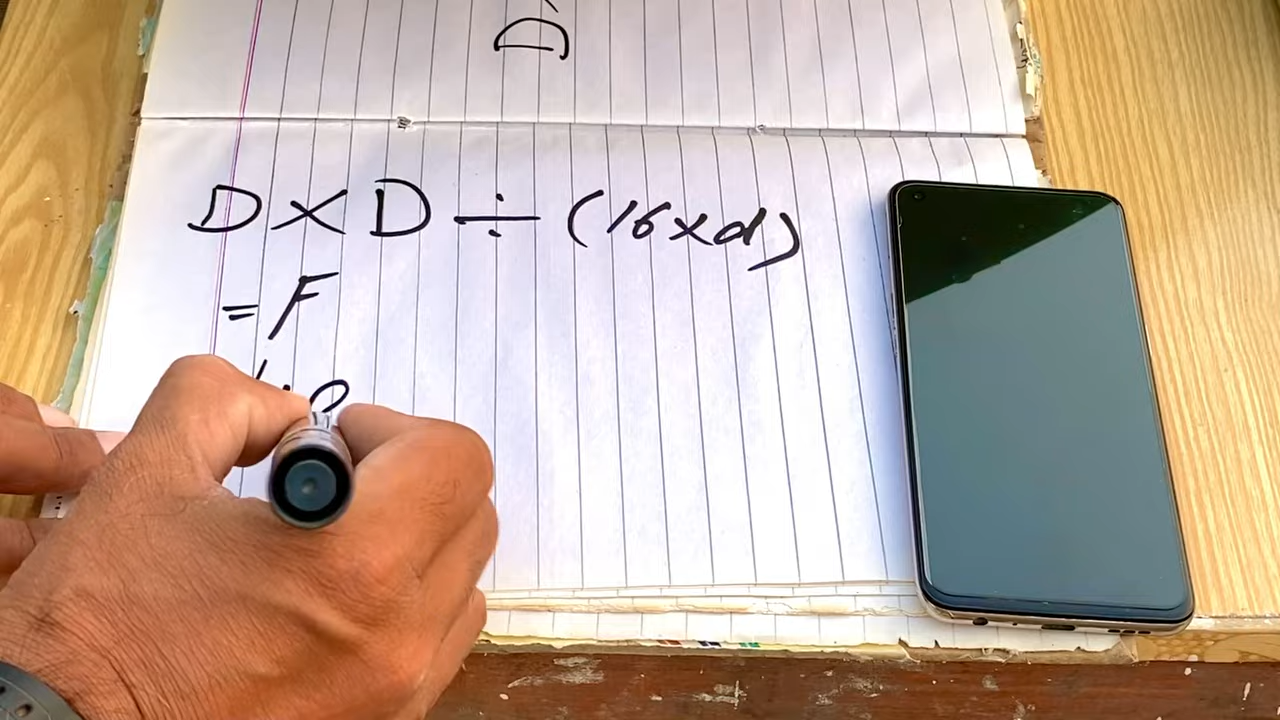 D
D × D ÷ (16 × d)
= F